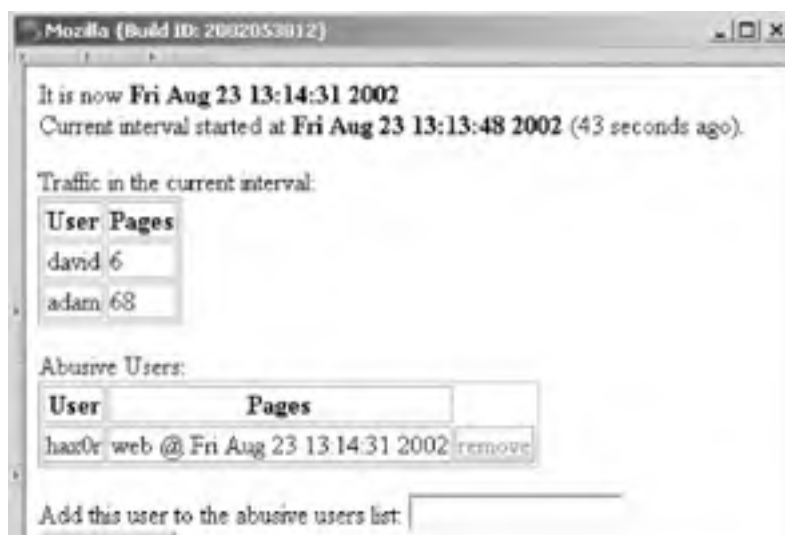 Mozilla {Build ID: 2002053012}
It is now Fri Aug 23 13:14:31 2002
Current interval started at Fri Aug 23 13:13:48 2002 (43 seconds ago).
Traffic in the current interval:
User Pages
david 6
adam 68
Abusive Users:
User Pages
hax0r web @ Fri Aug 23 13:14:31 2002 remove
Add this user to the abusive users list: